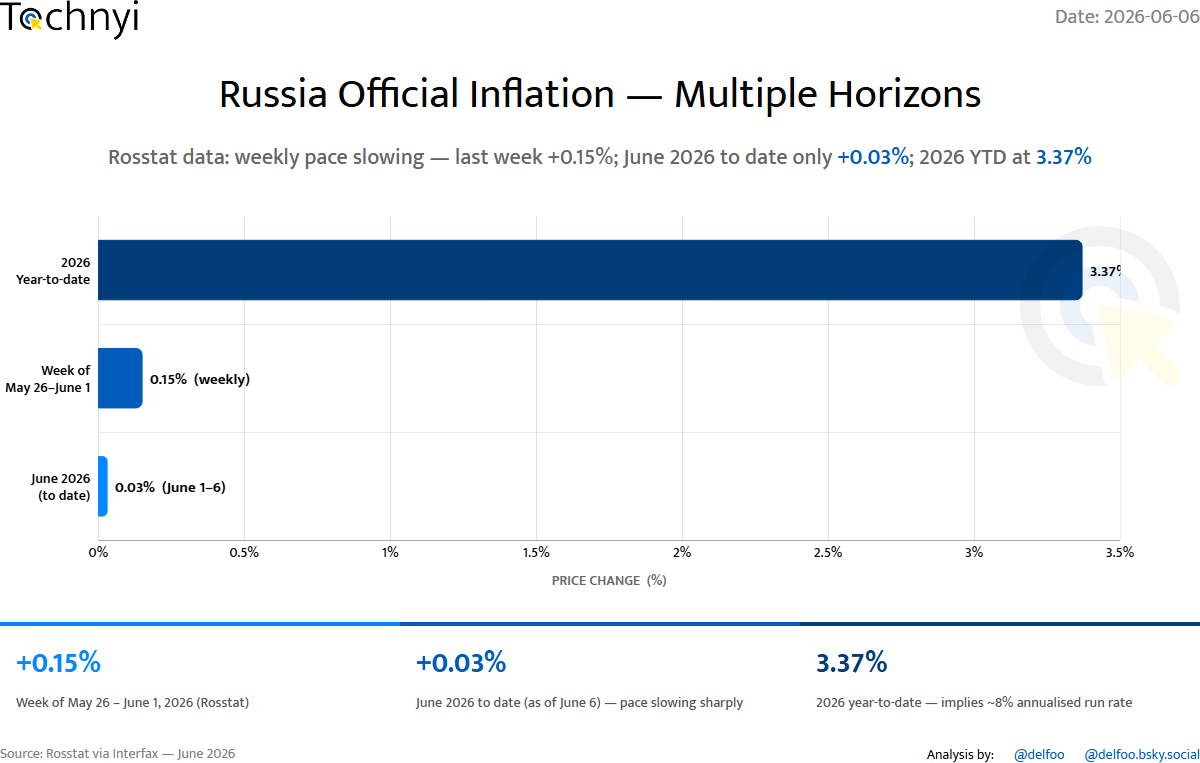 Tochnyi
Date: 2026-06-06
Russia Official Inflation — Multiple Horizons
Rosstat data: weekly pace slowing — last week +0.15%; June 2026 to date only +0.03%; 2026 YTD at 3.37%
2026
Year-to-date
3.37%
Week of
May 26–June 1
0.15% (weekly)
June 2026
(to date)
0.03% (June 1–6)
0% 0.5% 1% 1.5% 2% 2.5% 3% 3.5%
PRICE CHANGE (%)
+0.15%
Week of May 26 – June 1, 2026 (Rosstat)
+0.03%
June 2026 to date (as of June 6) — pace slowing sharply
3.37%
2026 year-to-date — implies ~8% annualised run rate
Source: Rosstat via Interfax — June 2026
Analysis by: @delfoo @delfoo.bsky.social